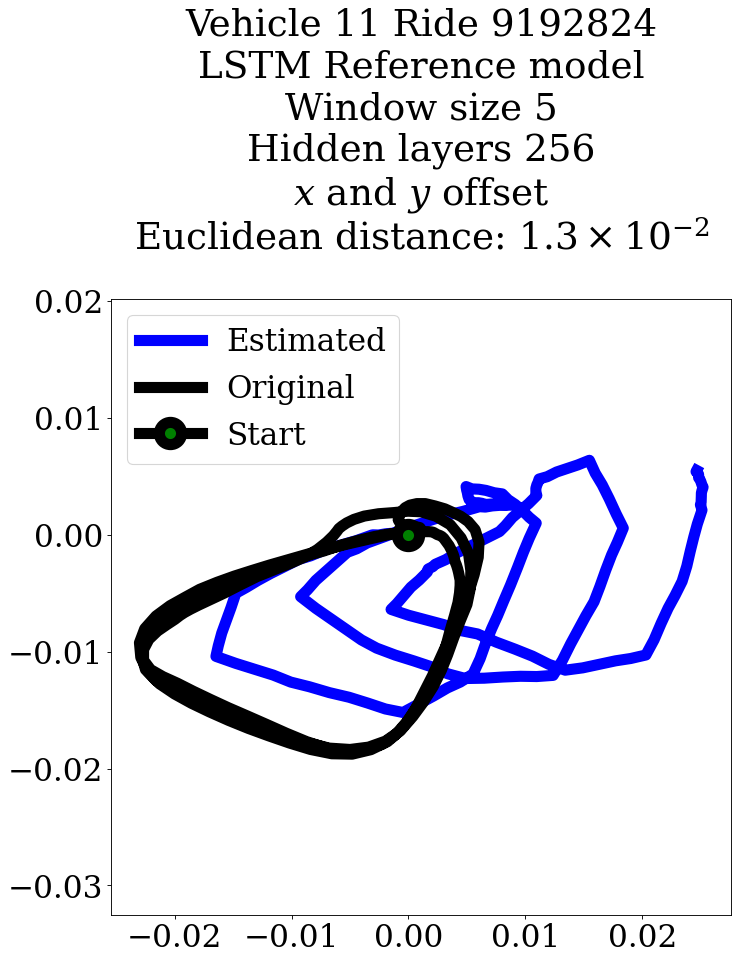 Vehicle 11 Ride 9192824
LSTM Reference model
Window size 5
Hidden layers 256
x and y offset
Euclidean distance: 1.3 × 10⁻²
0.02
0.01
0.00
−0.01
−0.02
−0.03
Estimated
Original
Start
−0.02 −0.01 0.00 0.01 0.02